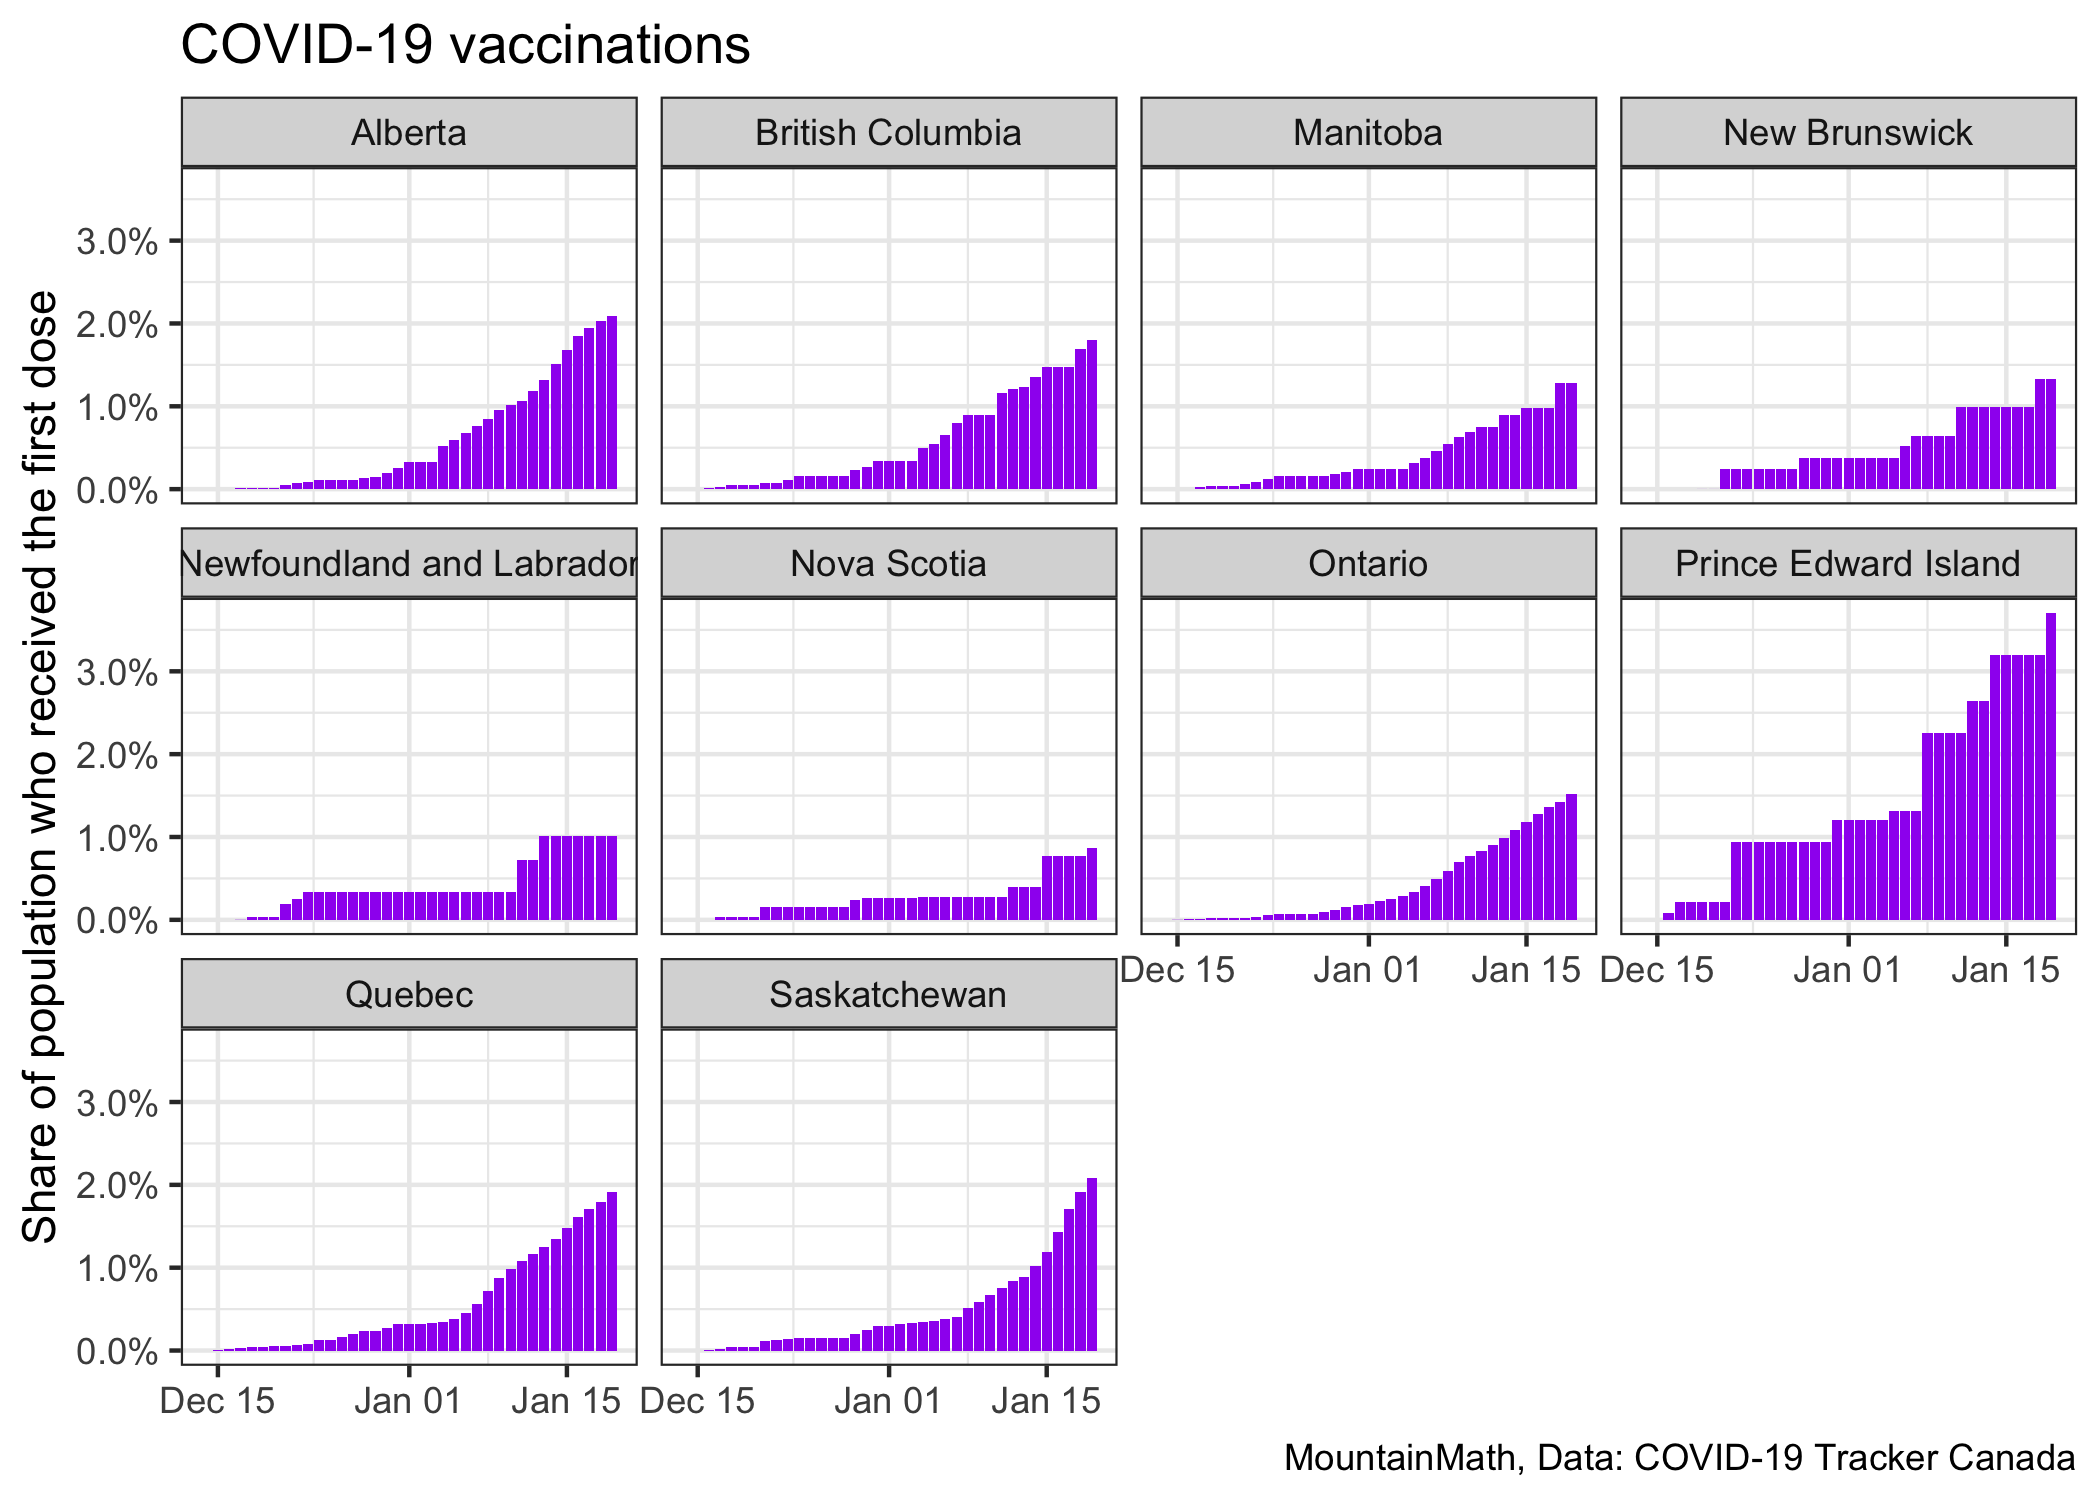 COVID-19 vaccinations
Share of population who received the first dose
Alberta
British Columbia
Manitoba
New Brunswick
3.0%
2.0%
1.0%
0.0%
Newfoundland and Labrador
Nova Scotia
Ontario
Prince Edward Island
3.0%
2.0%
1.0%
0.0%
Dec 15 Jan 01 Jan 15
Dec 15 Jan 01 Jan 15
Quebec
Saskatchewan
3.0%
2.0%
1.0%
0.0%
Dec 15 Jan 01 Jan 15
Dec 15 Jan 01 Jan 15
MountainMath, Data: COVID-19 Tracker Canada